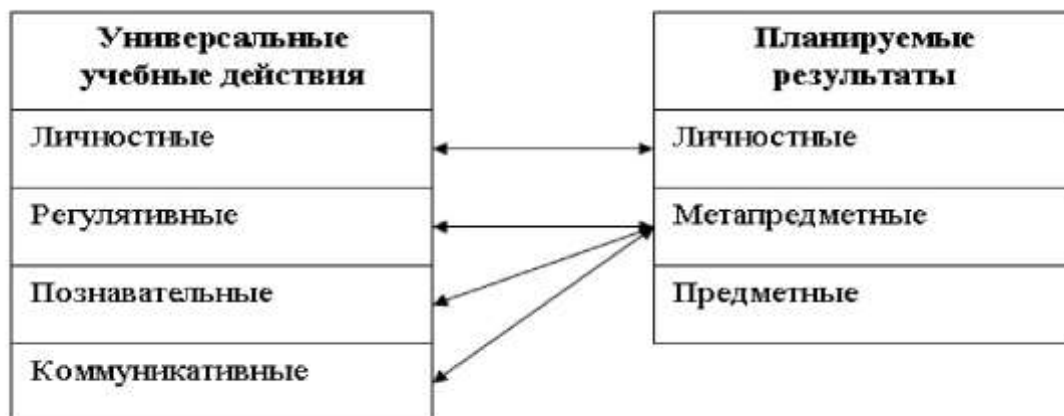 Универсальные
учебные действия
Личностные
Регулятивные
Познавательные
Коммуникативные
Планируемые
результаты
Личностные
Метапредметные
Предметные